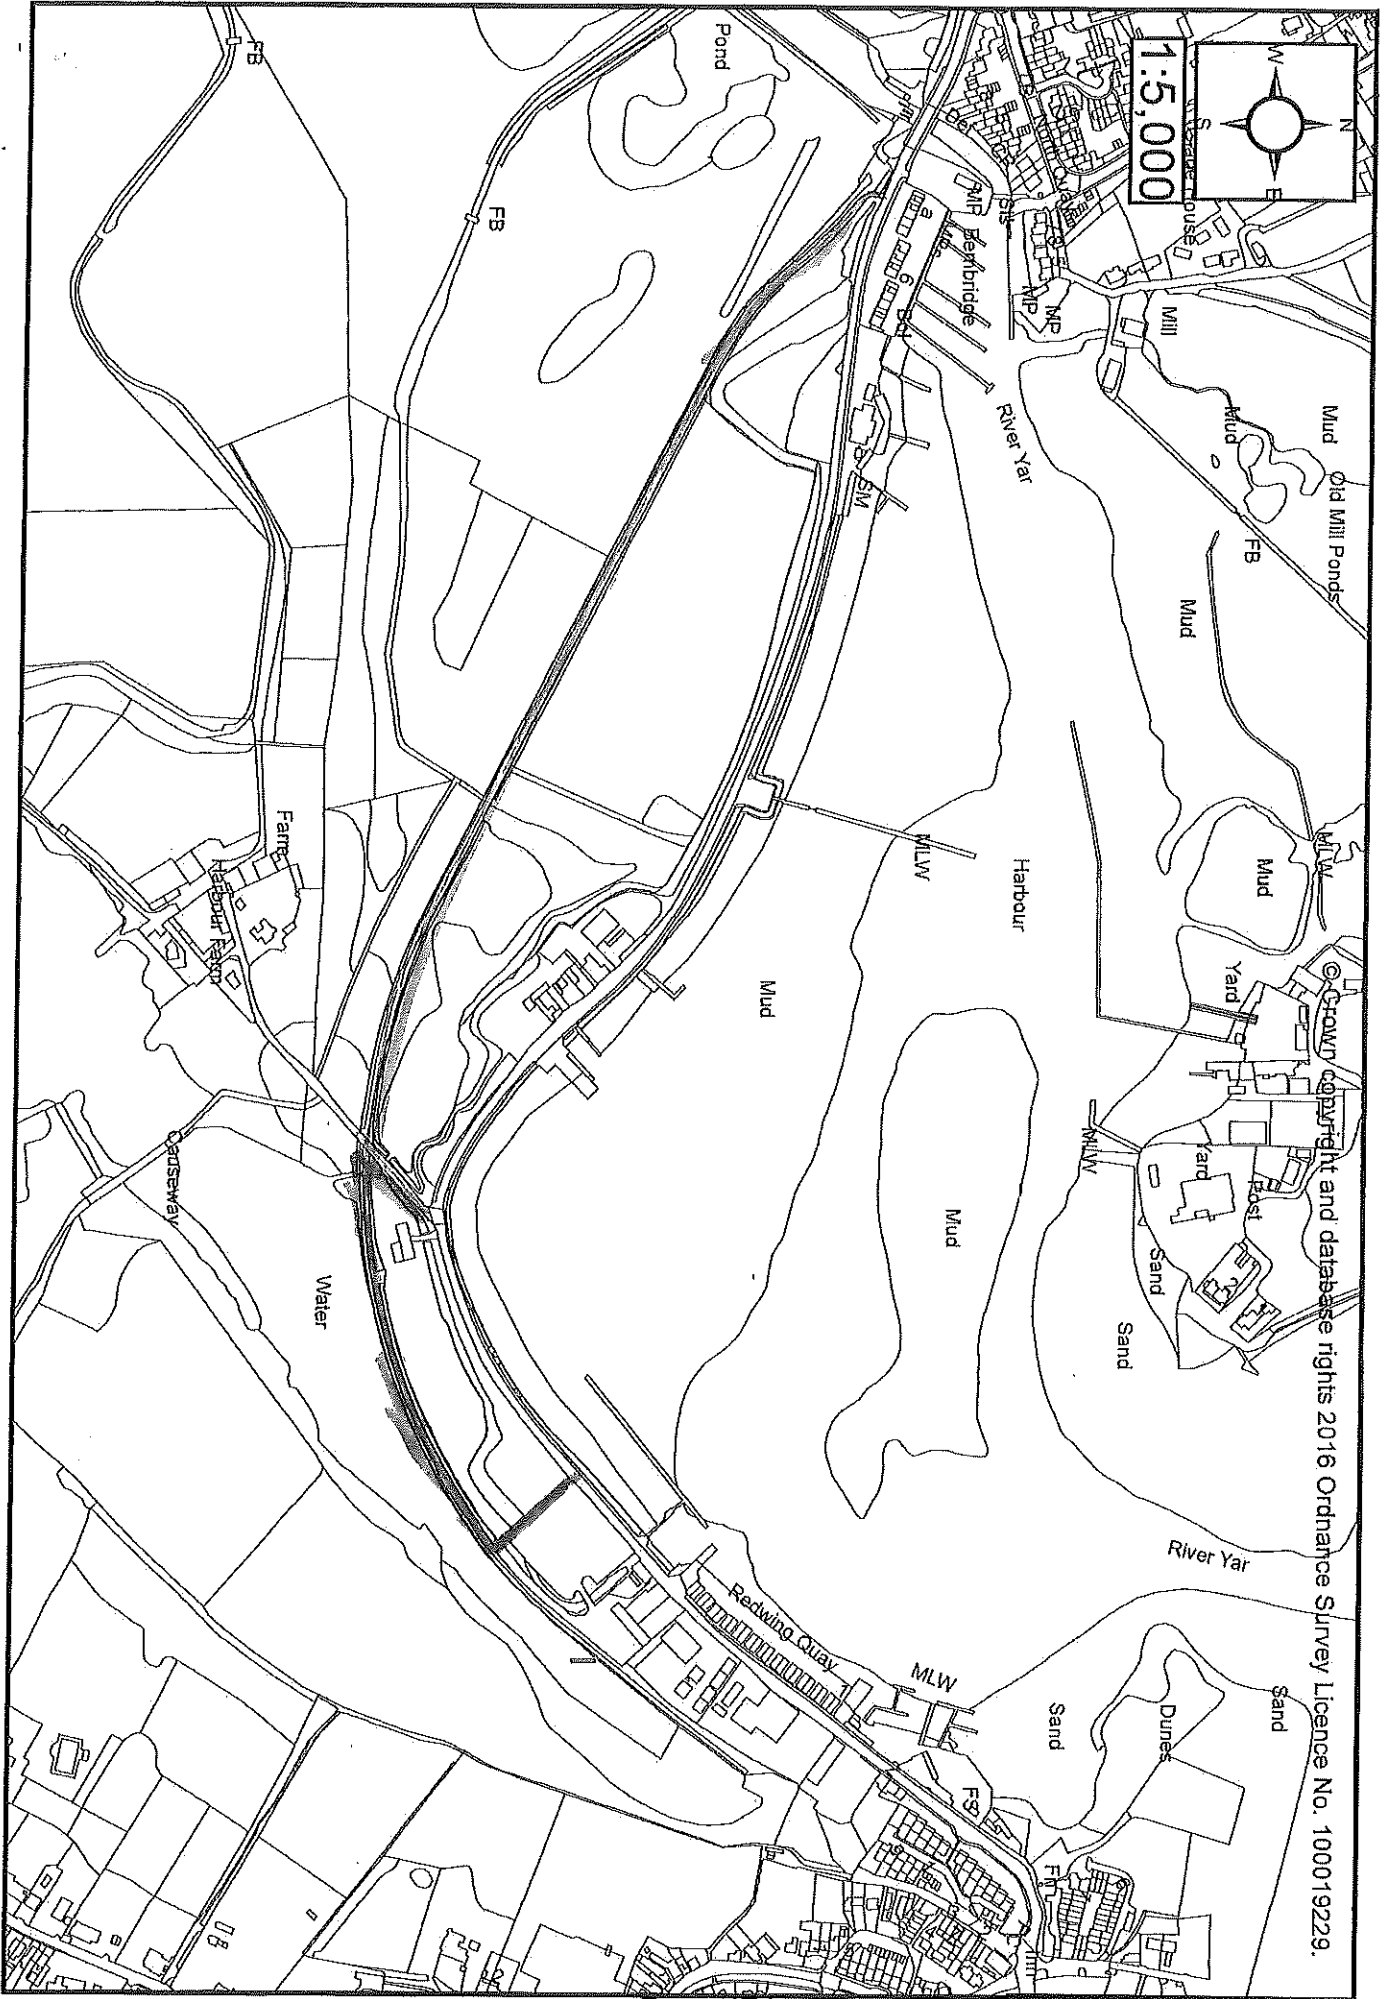 © Crown copyright and database rights 2016 Ordnance Survey Licence No. 100019229.
N
W
E
S
1:5,000
Mud
Old Mill Ponds
Mud
FB
Mill
Mud
MP
MP
MP
Bembridge
6
a
River Yar
SM
Pond
FB
FB
MLW
Mud
Harbour
MLW
Mud
Yard
Yard
Post
2
MLW
Sand
Sand
Mud
River Yar
Sand
Dunes
Sand
MLW
Redwing Quay
1
FS
Farm
Harbour Farm
Causeway
Water